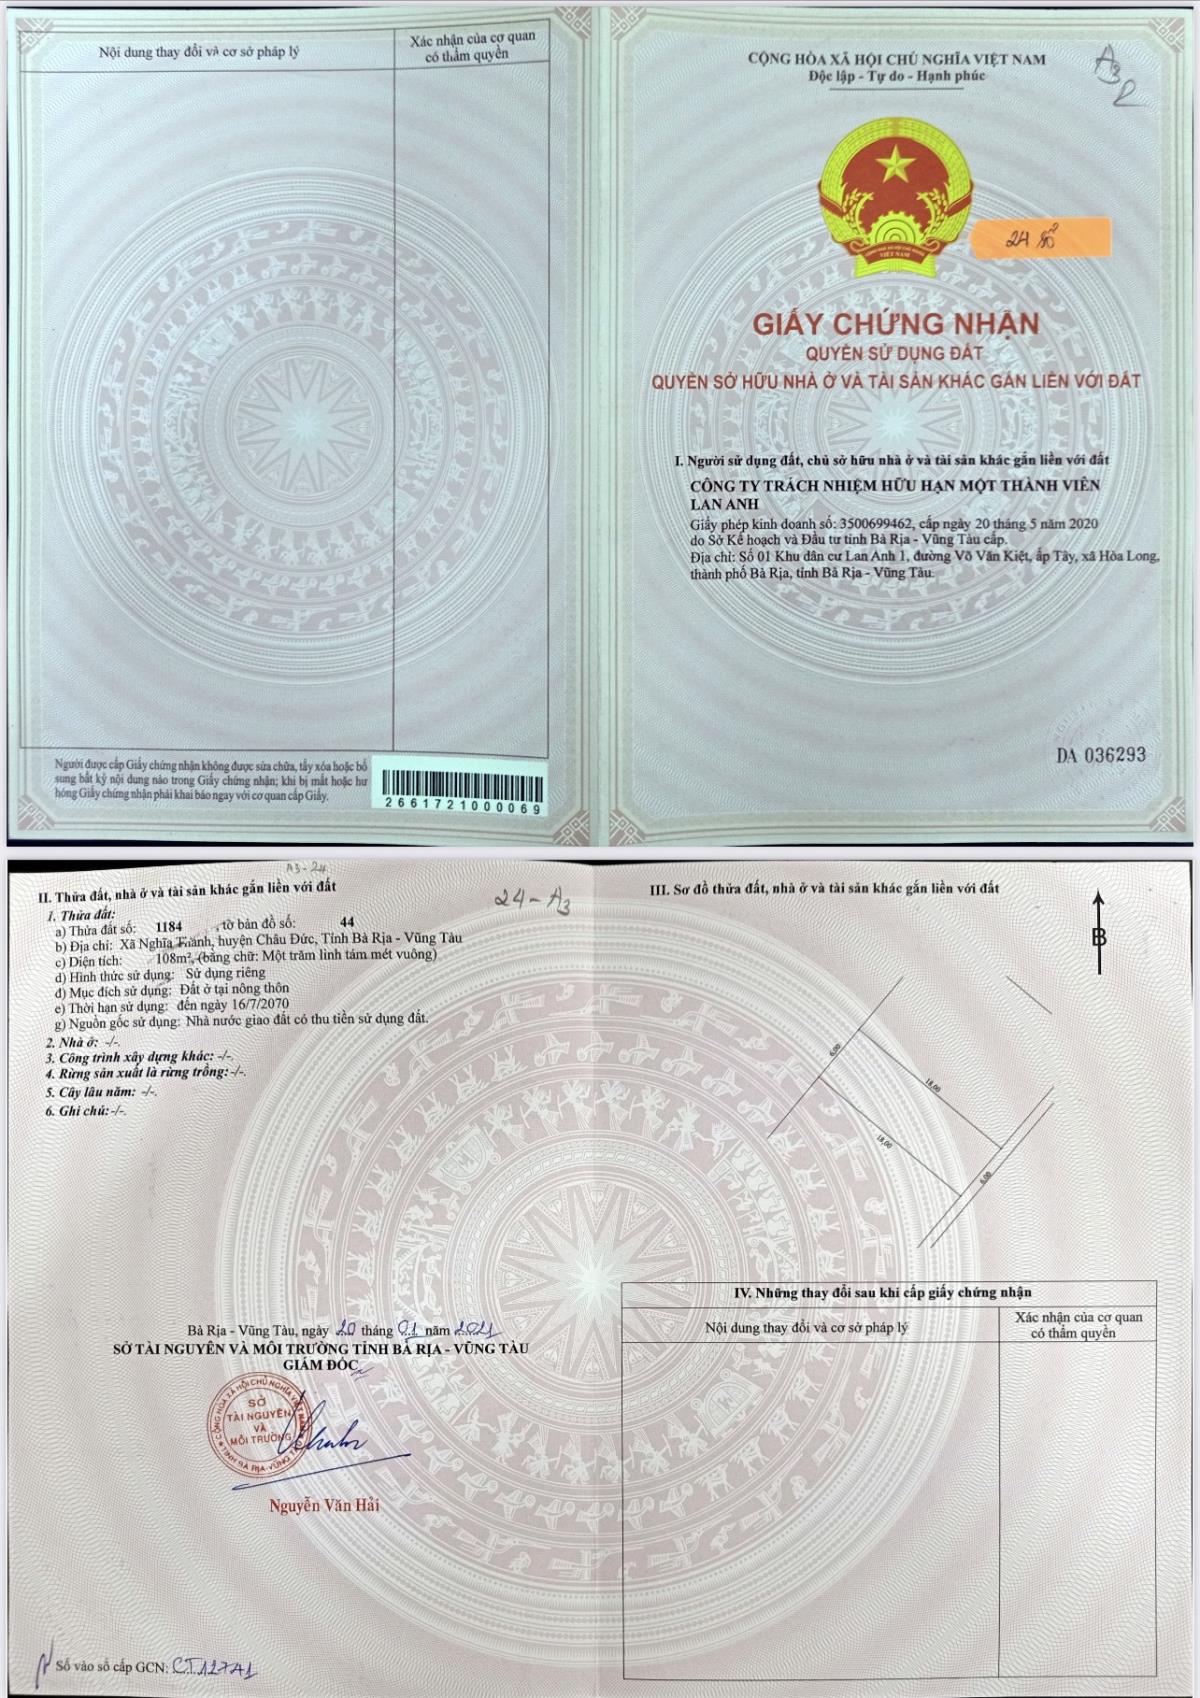 Nội dung thay đổi và cơ sở pháp lý
Xác nhận của cơ quan
có thẩm quyền
Người được cấp Giấy chứng nhận không được sửa chữa, tẩy xóa hoặc bổ
sung bất kỳ nội dung nào trong Giấy chứng nhận; khi bị mất hoặc hư
hỏng Giấy chứng nhận phải khai báo ngay với cơ quan cấp Giấy.
2661721000069
CỘNG HÒA XÃ HỘI CHỦ NGHĨA VIỆT NAM
Độc lập - Tự do - Hạnh phúc
A3
2
VIỆT NAM
24 sổ
GIẤY CHỨNG NHẬN
QUYỀN SỬ DỤNG ĐẤT
QUYỀN SỞ HỮU NHÀ Ở VÀ TÀI SẢN KHÁC GẮN LIỀN VỚI ĐẤT
I. Người sử dụng đất, chủ sở hữu nhà ở và tài sản khác gắn liền với đất
CÔNG TY TRÁCH NHIỆM HỮU HẠN MỘT THÀNH VIÊN
LAN ANH
Giấy phép kinh doanh số: 3500699462, cấp ngày 20 tháng 5 năm 2020
do Sở Kế hoạch và Đầu tư tỉnh Bà Rịa - Vũng Tàu cấp.
Địa chỉ: Số 01 Khu dân cư Lan Anh 1, đường Võ Văn Kiệt, ấp Tây, xã Hòa Long,
thành phố Bà Rịa, tỉnh Bà Rịa - Vũng Tàu.
DA 036293
A3-24
II. Thửa đất, nhà ở và tài sản khác gắn liền với đất
1. Thửa đất:
a) Thửa đất số: 1184 , tờ bản đồ số: 44
b) Địa chỉ: Xã Nghĩa Thành, huyện Châu Đức, Tỉnh Bà Rịa - Vũng Tàu
c) Diện tích: 108m², (bằng chữ: Một trăm linh tám mét vuông)
d) Hình thức sử dụng: Sử dụng riêng
đ) Mục đích sử dụng: Đất ở tại nông thôn
e) Thời hạn sử dụng: đến ngày 16/7/2070
g) Nguồn gốc sử dụng: Nhà nước giao đất có thu tiền sử dụng đất.
2. Nhà ở: -/-.
3. Công trình xây dựng khác: -/-.
4. Rừng sản xuất là rừng trồng: -/-.
5. Cây lâu năm: -/-.
6. Ghi chú: -/-.
Bà Rịa - Vũng Tàu, ngày 20 tháng 01 năm 2021
SỞ TÀI NGUYÊN VÀ MÔI TRƯỜNG TỈNH BÀ RỊA - VŨNG TÀU
GIÁM ĐỐC
CỘNG HÒA XÃ HỘI CHỦ NGHĨA VIỆT NAM
SỞ
TÀI NGUYÊN
VÀ
MÔI TRƯỜNG
TỈNH BÀ RỊA-VŨNG TÀU
Nguyễn Văn Hải
Số vào sổ cấp GCN: CT12741
24 - A3
III. Sơ đồ thửa đất, nhà ở và tài sản khác gắn liền với đất
B
6,00
18,00
18,00
6,00
IV. Những thay đổi sau khi cấp giấy chứng nhận
Nội dung thay đổi và cơ sở pháp lý
Xác nhận của cơ quan
có thẩm quyền